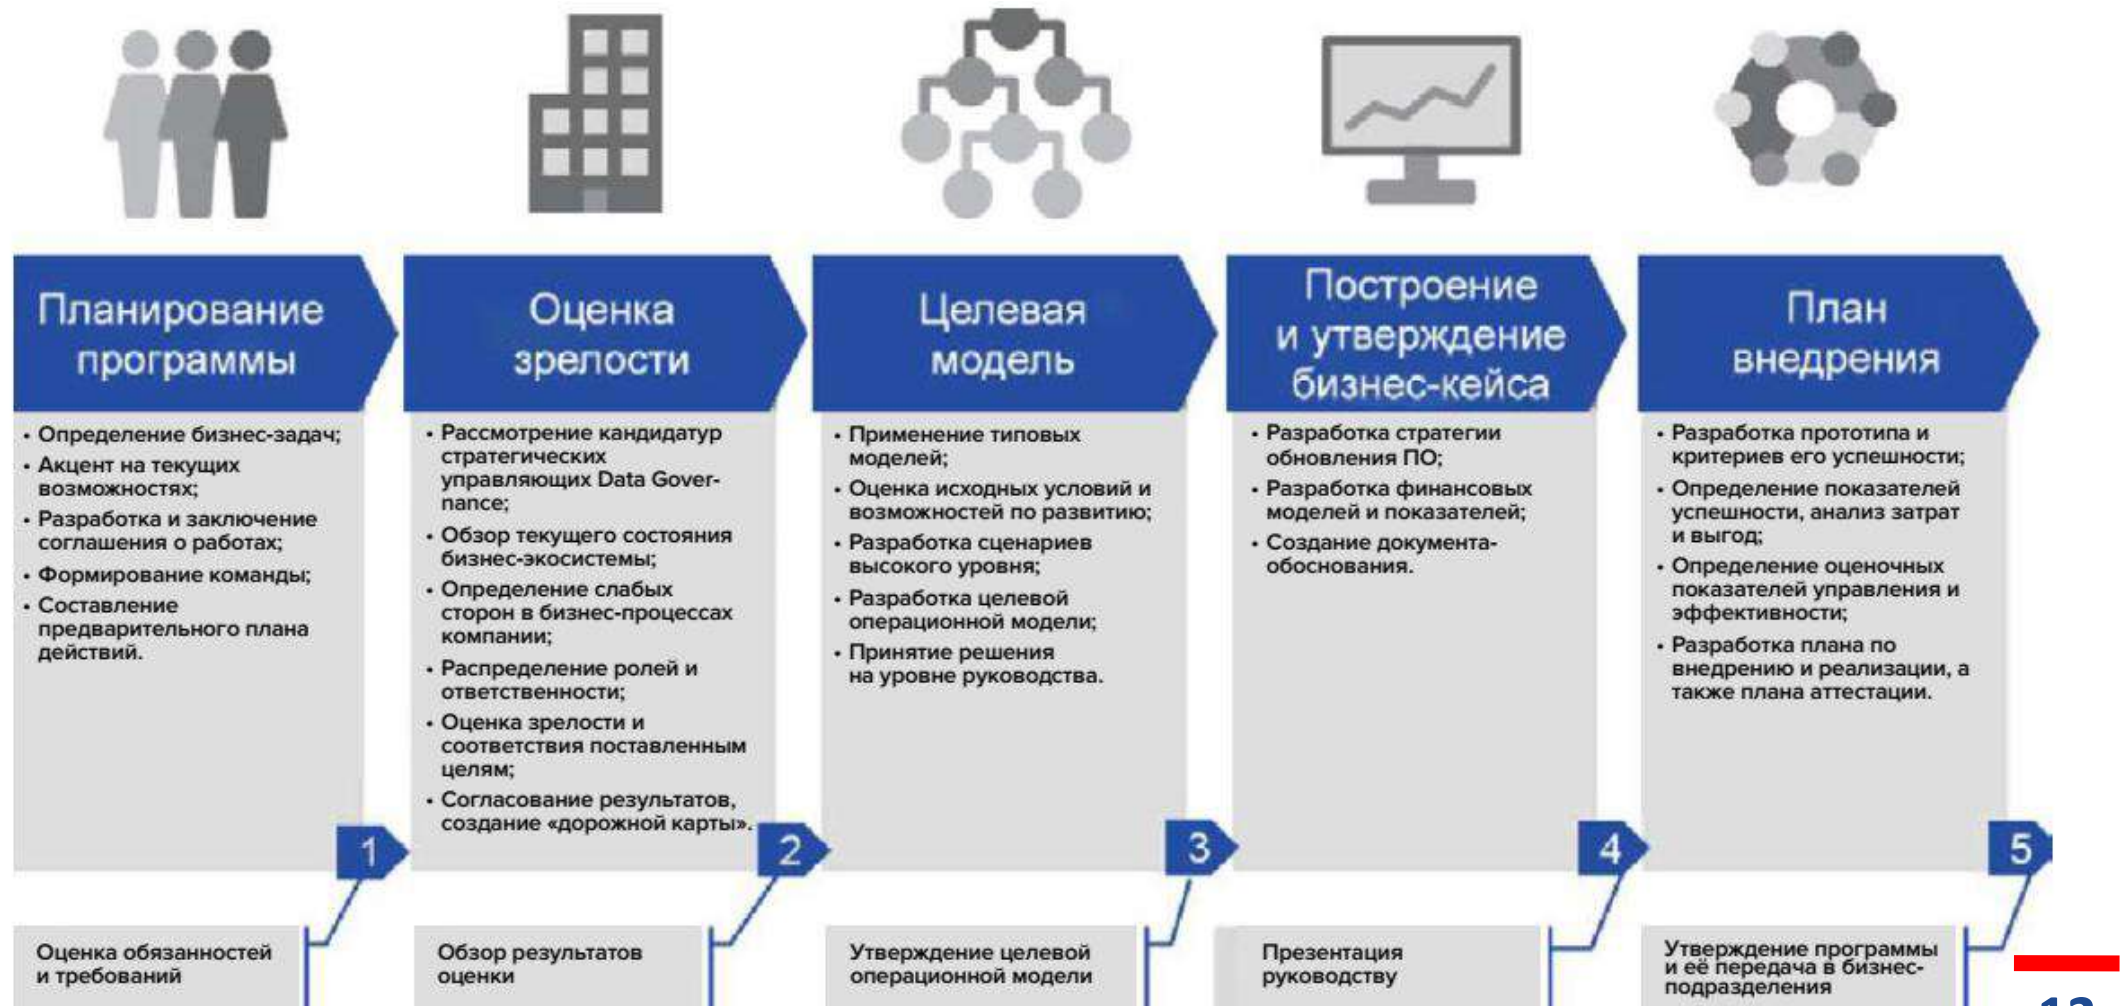 Планирование
программы
Оценка
зрелости
Целевая
модель
Построение
и утверждение
бизнес-кейса
План
внедрения
• Определение бизнес-задач;
• Акцент на текущих
возможностях;
• Разработка и заключение
соглашения о работах;
• Формирование команды;
• Составление
предварительного плана
действий.
1
• Рассмотрение кандидатур
стратегических
управляющих Data Gover-
nance;
• Обзор текущего состояния
бизнес-экосистемы;
• Определение слабых
сторон в бизнес-процессах
компании;
• Распределение ролей и
ответственности;
• Оценка зрелости и
соответствия поставленным
целям;
• Согласование результатов,
создание «дорожной карты».
2
• Применение типовых
моделей;
• Оценка исходных условий и
возможностей по развитию;
• Разработка сценариев
высокого уровня;
• Разработка целевой
операционной модели;
• Принятие решения
на уровне руководства.
3
• Разработка стратегии
обновления ПО;
• Разработка финансовых
моделей и показателей;
• Создание документа-
обоснования.
4
• Разработка прототипа и
критериев его успешности;
• Определение показателей
успешности, анализ затрат
и выгод;
• Определение оценочных
показателей управления и
эффективности;
• Разработка плана по
внедрению и реализации, а
также плана аттестации.
5
Оценка обязанностей
и требований
Обзор результатов
оценки
Утверждение целевой
операционной модели
Презентация
руководству
Утверждение программы
и её передача в бизнес-
подразделения